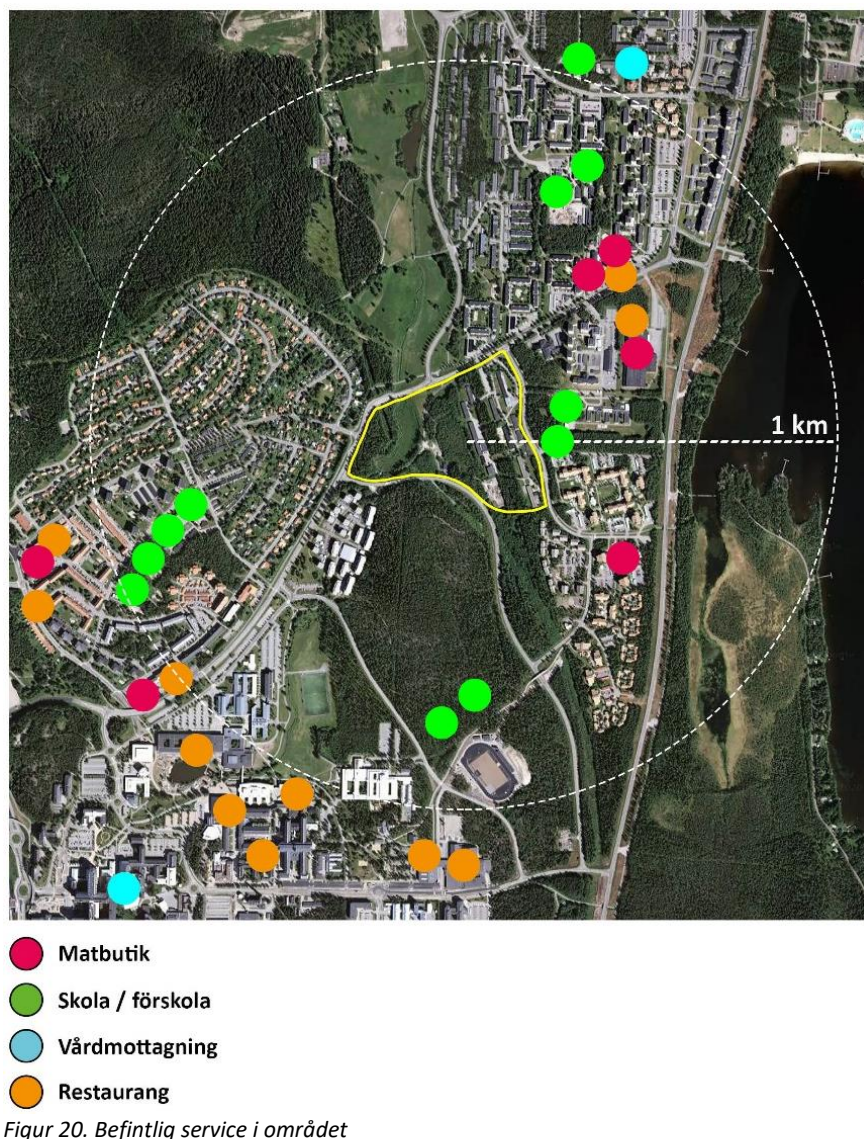 1 km
Matbutik
Skola / förskola
Vårdmottagning
Restaurang
Figur 20. Befintlig service i området